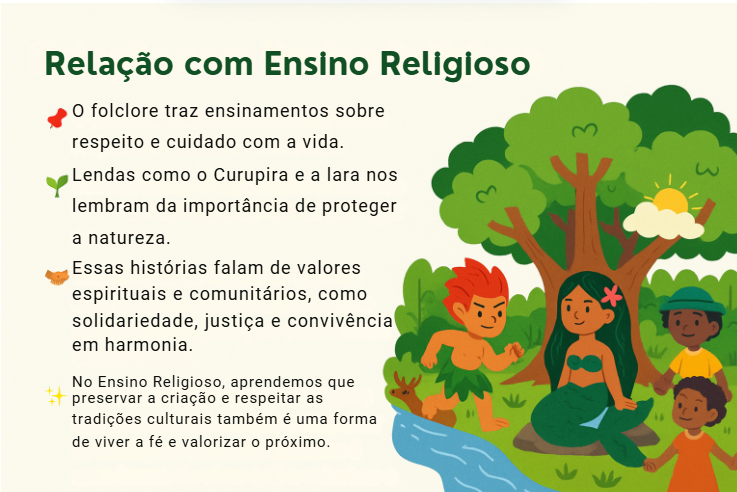 Relação com Ensino Religioso
O folclore traz ensinamentos sobre
respeito e cuidado com a vida.
Lendas como o Curupira e a Iara nos
lembram da importância de proteger
a natureza.
Essas histórias falam de valores
espirituais e comunitários, como
solidariedade, justiça e convivência
em harmonia.
No Ensino Religioso, aprendemos que
preservar a criação e respeitar as
tradições culturais também é uma forma
de viver a fé e valorizar o próximo.